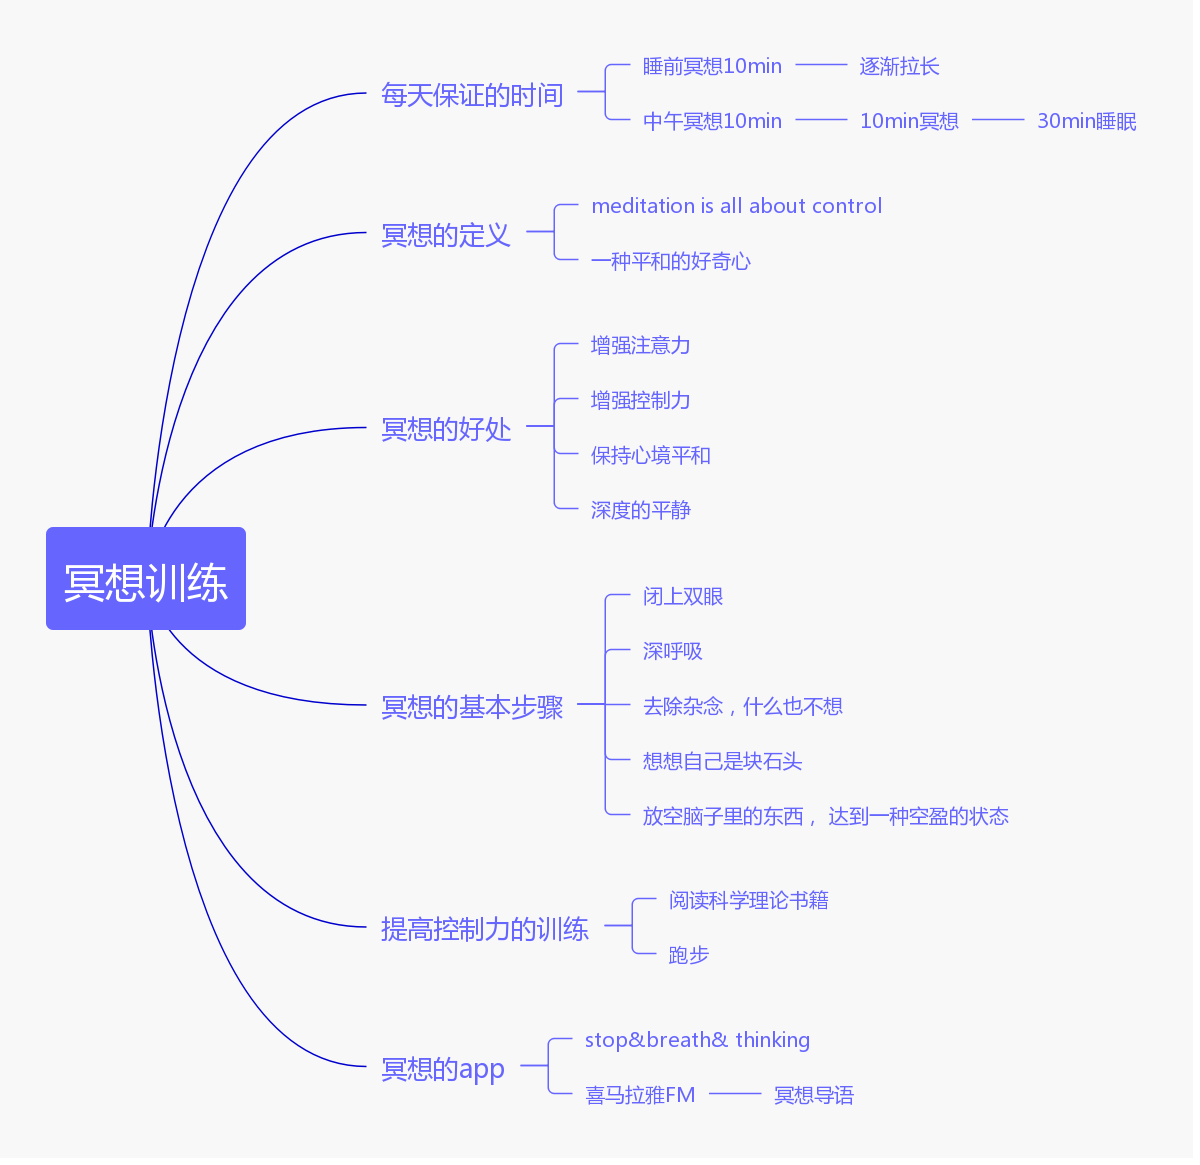 每天保证的时间
睡前冥想10min
逐渐拉长
中午冥想10min
10min冥想
30min睡眠
冥想的定义
meditation is all about control
一种平和的好奇心
冥想的好处
增强注意力
增强控制力
保持心境平和
深度的平静
冥想训练
冥想的基本步骤
闭上双眼
深呼吸
去除杂念，什么也不想
想想自己是块石头
放空脑子里的东西， 达到一种空盈的状态
提高控制力的训练
阅读科学理论书籍
跑步
冥想的app
stop&breath& thinking
喜马拉雅FM
冥想导语